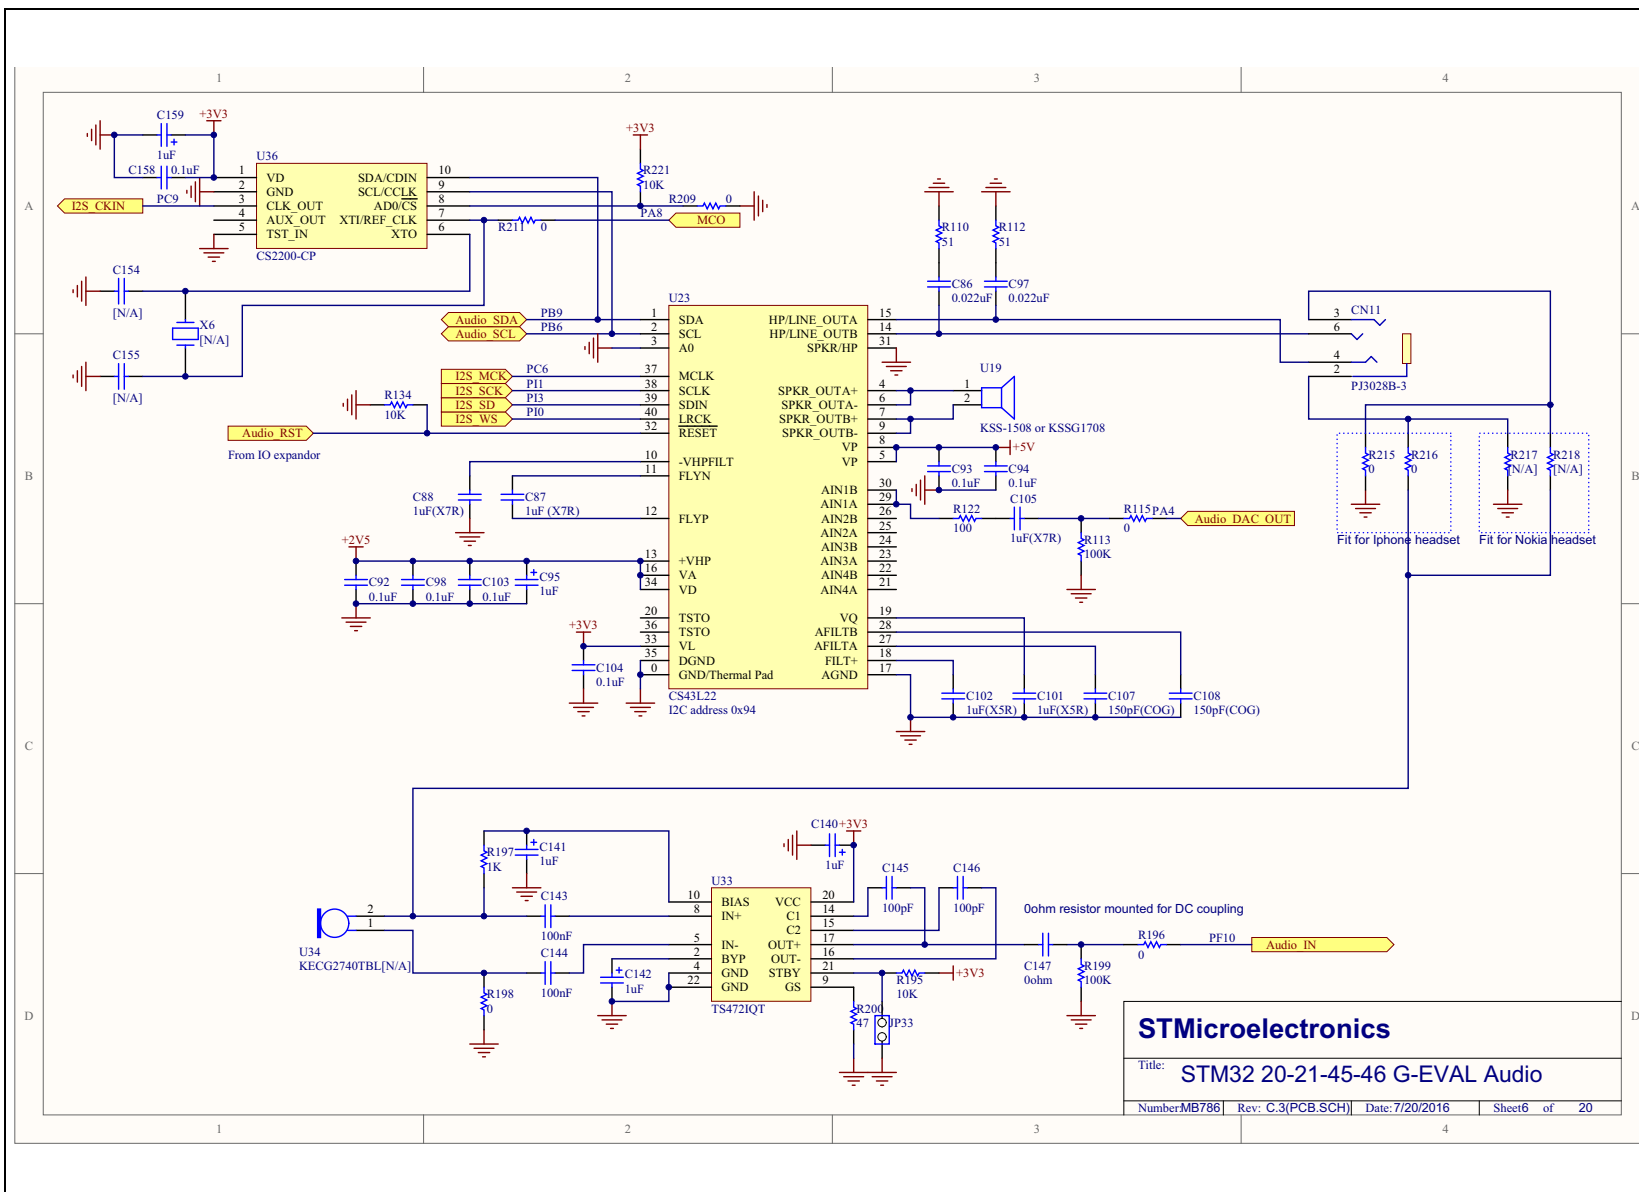 1 2 3 4
A
B
C
D
A
B
C
D
C159
+3V3
1uF
C158 0.1uF
U36
1 VD
2 GND
3 CLK_OUT
4 AUX_OUT
5 TST_IN
SDA/CDIN 10
SCL/CCLK 9
AD0/CS 8
XTI/REF_CLK 7
XTO 6
CS2200-CP
I2S_CKIN PC9
+3V3
R221
10K
R209 0
PA8
MCO
R211 0
C154
[N/A]
X6
[N/A]
C155
[N/A]
R110
51
R112
51
C86
0.022uF
C97
0.022uF
U23
Audio_SDA PB9 1 SDA
Audio_SCL PB6 2 SCL
3 A0
I2S_MCK PC6 37 MCLK
I2S_SCK PI1 38 SCLK
I2S_SD PI3 39 SDIN
I2S_WS PI0 40 LRCK
32 RESET
R134
10K
Audio_RST
From IO expandor
10 -VHPFILT
11 FLYN
12 FLYP
C88
1uF(X7R)
C87
1uF (X7R)
+2V5
C92
0.1uF
C98
0.1uF
C103
0.1uF
C95
1uF
13 +VHP
16 VA
34 VD
20 TSTO
36 TSTO
33 VL
35 DGND
0 GND/Thermal Pad
+3V3
C104
0.1uF
CS43L22
I2C address 0x94
HP/LINE_OUTA 15
HP/LINE_OUTB 14
SPKR/HP 31
SPKR_OUTA+ 4
SPKR_OUTA- 6
SPKR_OUTB+ 7
SPKR_OUTB- 9
VP 8
VP 5
AIN1B 30
AIN1A 29
AIN2B 26
AIN2A 25
AIN3B 24
AIN3A 23
AIN4B 22
AIN4A 21
VQ 19
AFILTB 28
AFILTA 27
FILT+ 18
AGND 17
U19
1
2
KSS-1508 or KSSG1708
+5V
C93
0.1uF
C94
0.1uF
R122
100
C105
1uF(X7R)
R113
100K
R115 PA4
0
Audio_DAC_OUT
C102
1uF(X5R)
C101
1uF(X5R)
C107
150pF(COG)
C108
150pF(COG)
CN11
3
6
4
2
PJ3028B-3
R215
0
R216
0
R217
[N/A]
R218
[N/A]
Fit for Iphone headset
Fit for Nokia headset
R197
1K
C141
1uF
C143
100nF
C144
100nF
2
1
U34
KECG2740TBL[N/A]
R198
0
C142
1uF
U33
10 BIAS
8 IN+
5 IN-
2 BYP
4 GND
22 GND
VCC 20
C1 14
C2 15
OUT+ 17
OUT- 16
STBY 21
GS 9
TS472IQT
C140 +3V3
1uF
C145
100pF
C146
100pF
R195
10K
+3V3
R200
47
JP33
0ohm resistor mounted for DC coupling
C147
0ohm
R199
100K
R196
0
PF10
Audio_IN
STMicroelectronics
Title: STM32 20-21-45-46 G-EVAL Audio
Number:MB786 Rev: C.3(PCB.SCH) Date:7/20/2016 Sheet6 of 20
1 2 3 4